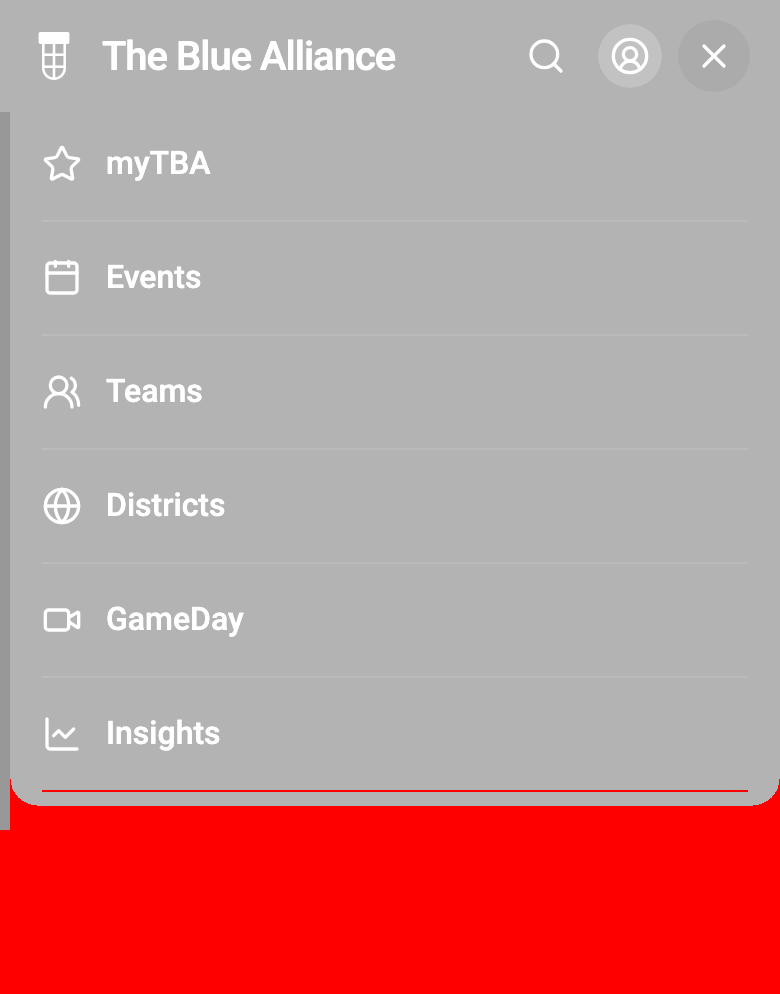 The Blue Alliance
myTBA
Events
Teams
Districts
GameDay
Insights